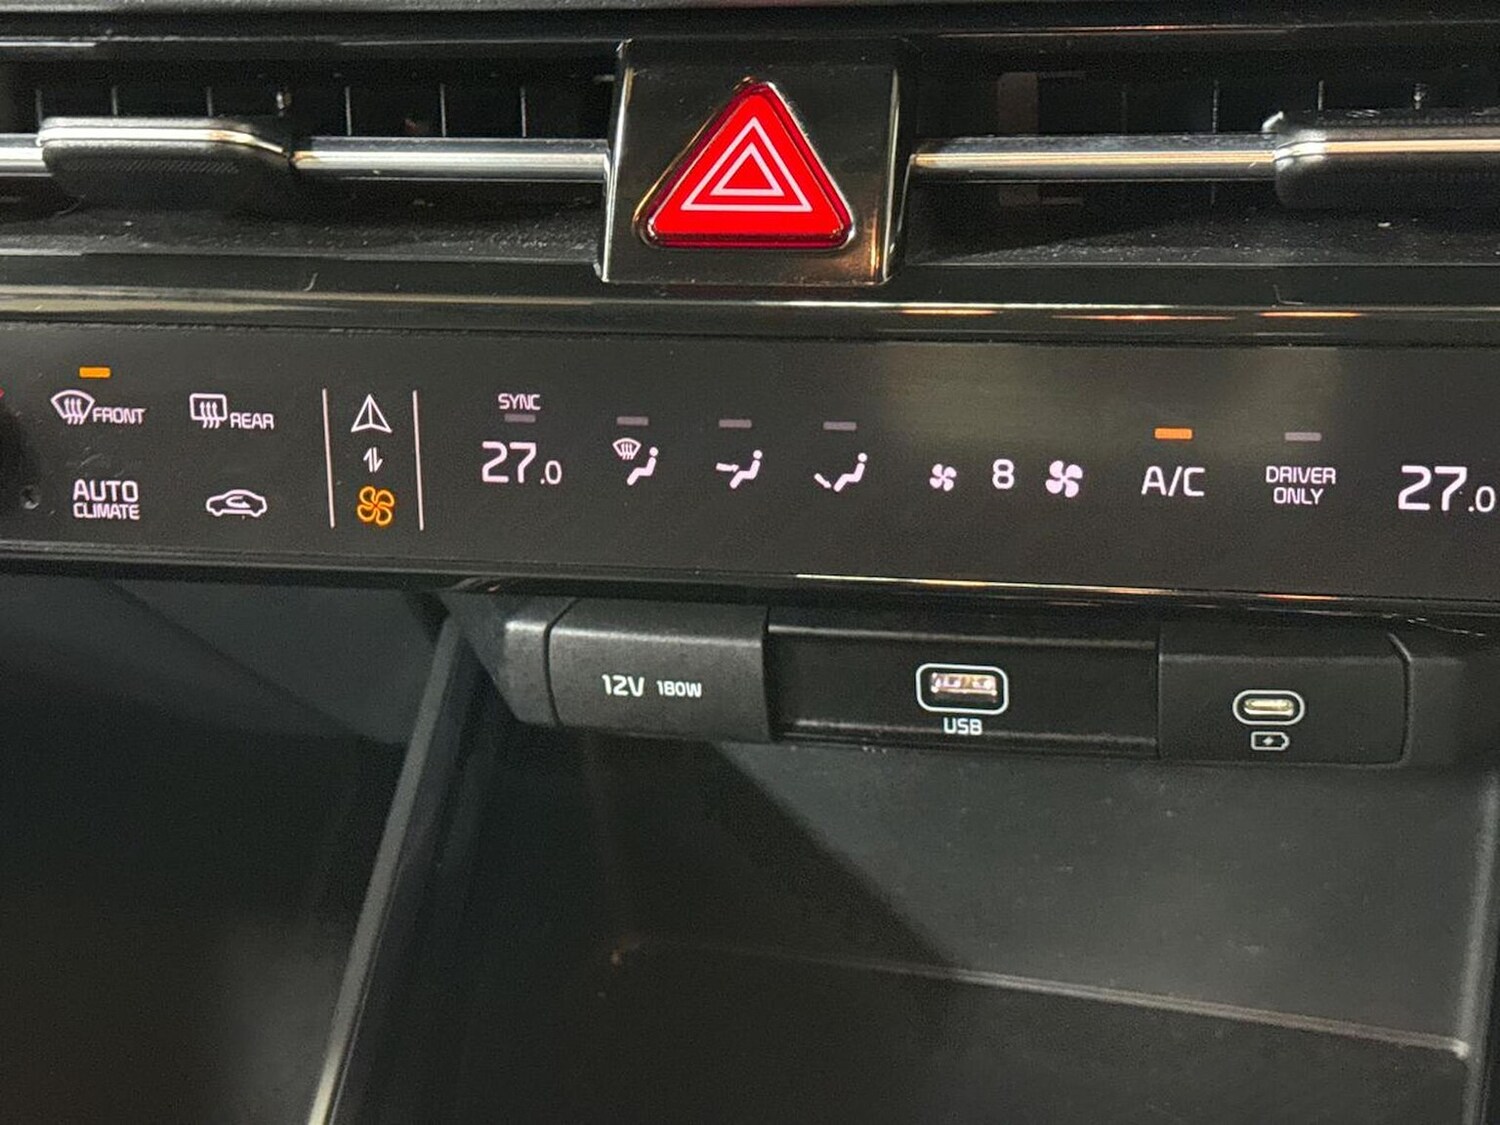 FRONT
REAR
AUTO
CLIMATE
SYNC
27.0
8
A/C
DRIVER
ONLY
27.0
12V 180W
USB